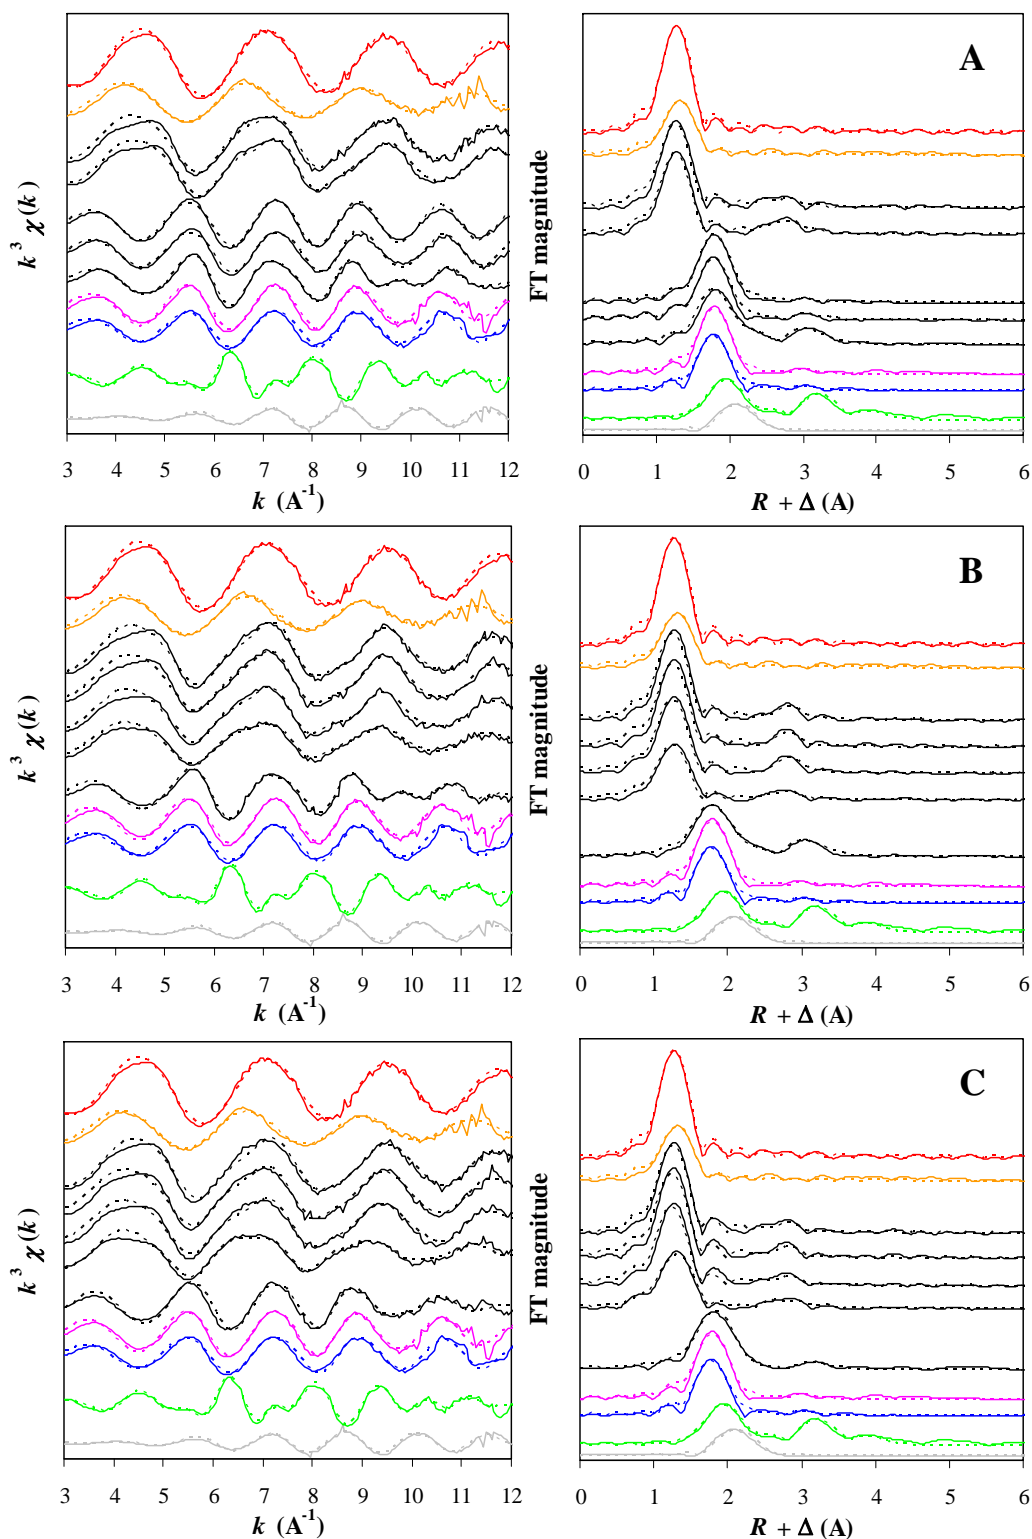 A
k³ χ(k)
FT magnitude
3 4 5 6 7 8 9 10 11 12
0 1 2 3 4 5 6
k (A⁻¹)
R + Δ (A)
B
k³ χ(k)
FT magnitude
3 4 5 6 7 8 9 10 11 12
0 1 2 3 4 5 6
k (A⁻¹)
R + Δ (A)
C
k³ χ(k)
FT magnitude
3 4 5 6 7 8 9 10 11 12
0 1 2 3 4 5 6
k (A⁻¹)
R + Δ (A)